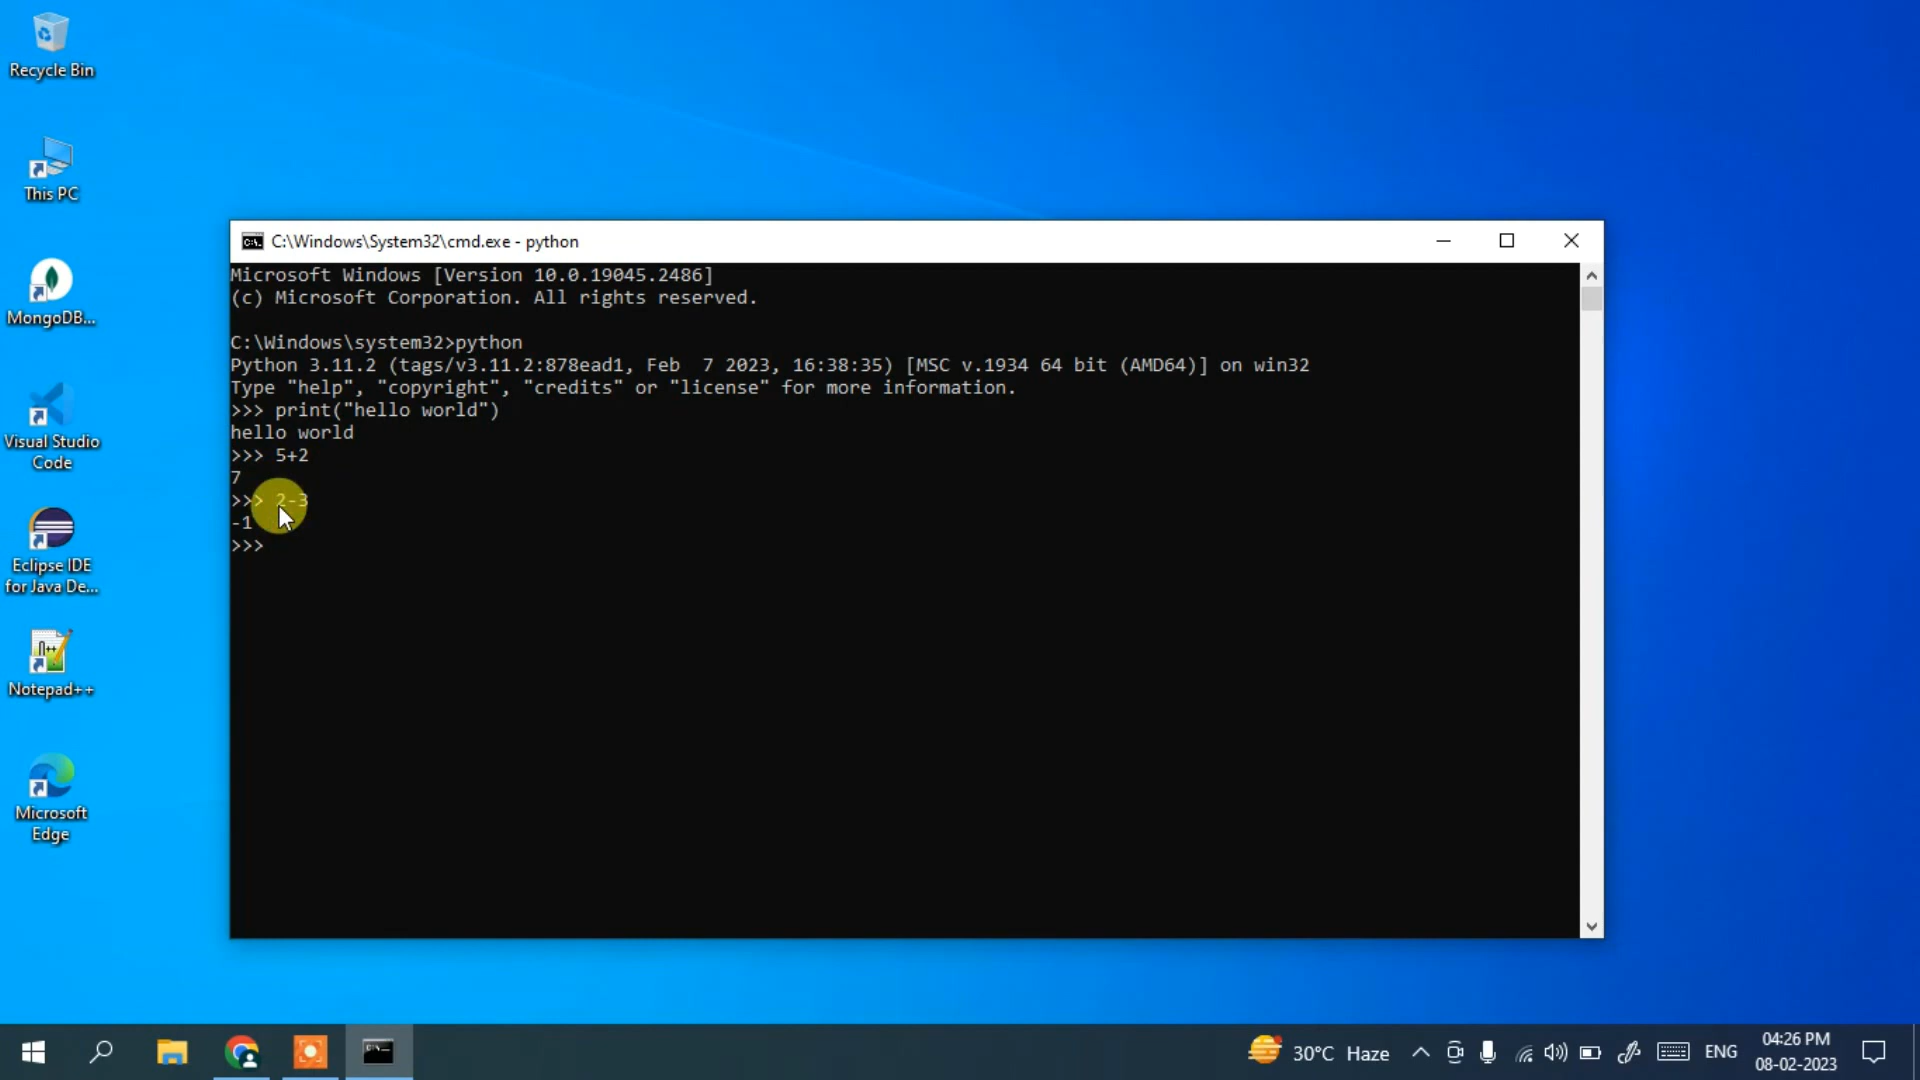 Recycle Bin
This PC
MongoDB...
Visual Studio
Code
Eclipse IDE
for Java De...
Notepad++
Microsoft
Edge
C:\Windows\System32\cmd.exe - python
Microsoft Windows [Version 10.0.19045.2486]
(c) Microsoft Corporation. All rights reserved.
C:\Windows\system32>python
Python 3.11.2 (tags/v3.11.2:878ead1, Feb  7 2023, 16:38:35) [MSC v.1934 64 bit (AMD64)] on win32
Type "help", "copyright", "credits" or "license" for more information.
>>> print("hello world")
hello world
>>> 5+2
7
>>> 2-3
-1
>>>
30°C Haze
ENG
04:26 PM
08-02-2023